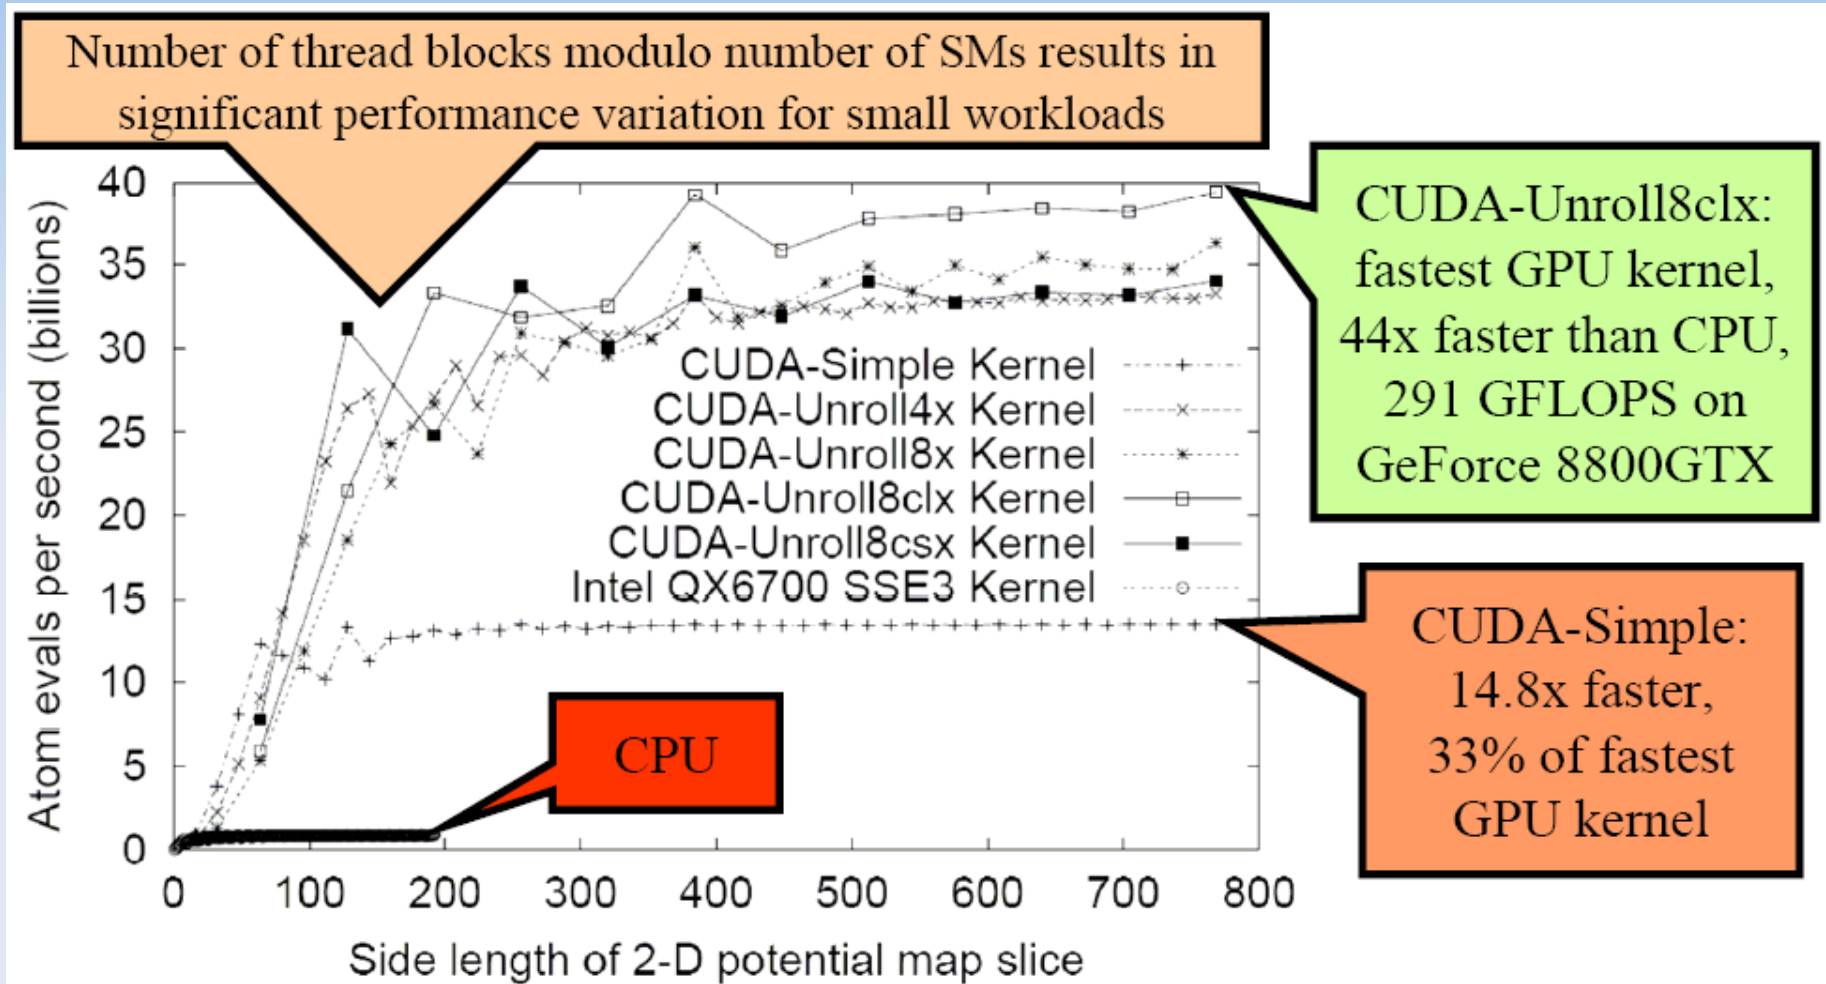 Number of thread blocks modulo number of SMs results in
significant performance variation for small workloads
40
35
30
25
20
15
10
5
0
Atom evals per second (billions)
CUDA-Simple Kernel
CUDA-Unroll4x Kernel
CUDA-Unroll8x Kernel
CUDA-Unroll8clx Kernel
CUDA-Unroll8csx Kernel
Intel QX6700 SSE3 Kernel
CPU
0 100 200 300 400 500 600 700 800
Side length of 2-D potential map slice
CUDA-Unroll8clx:
fastest GPU kernel,
44x faster than CPU,
291 GFLOPS on
GeForce 8800GTX
CUDA-Simple:
14.8x faster,
33% of fastest
GPU kernel